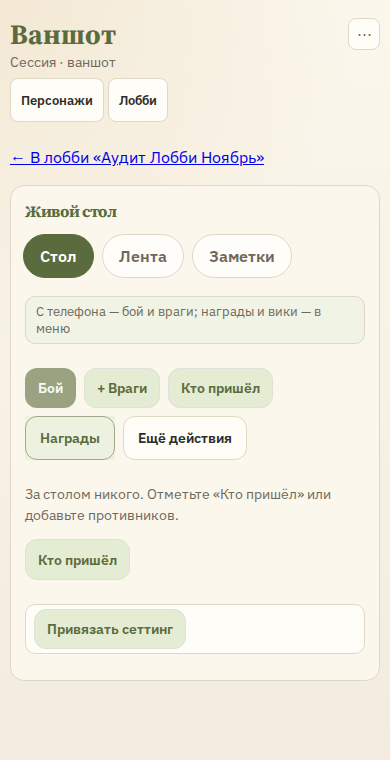 Ваншот
...
Сессия · ваншот
Персонажи
Лобби
← В лобби «Аудит Лобби Ноябрь»
Живой стол
Стол
Лента
Заметки
С телефона — бой и враги; награды и вики — в
меню
Бой
+ Враги
Кто пришёл
Награды
Ещё действия
За столом никого. Отметьте «Кто пришёл» или
добавьте противников.
Кто пришёл
Привязать сеттинг